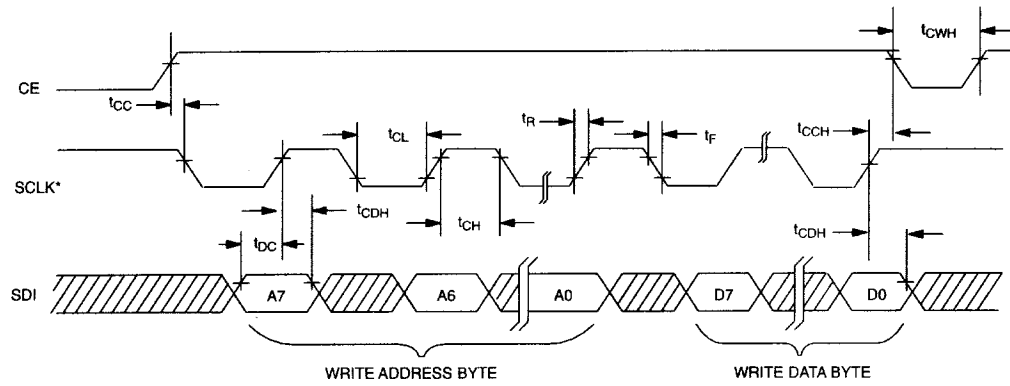 CE
tCC
tCWH
tCL
tR
tF
tCCH
SCLK*
tCDH
tCH
tCDH
tDC
SDI
A7
A6
A0
D7
D0
WRITE ADDRESS BYTE
WRITE DATA BYTE